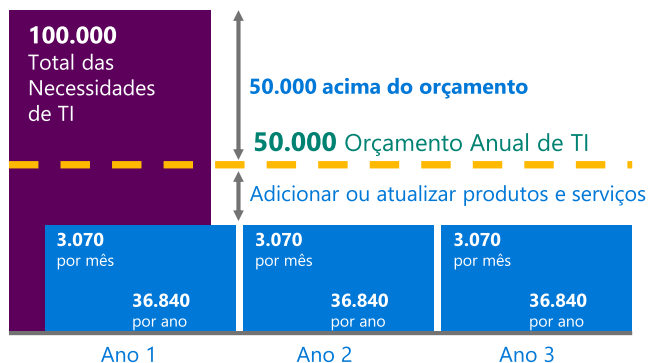 100.000
Total das
Necessidades
de TI
50.000 acima do orçamento
50.000 Orçamento Anual de TI
Adicionar ou atualizar produtos e serviços
3.070
por mês
36.840
por ano
3.070
por mês
36.840
por ano
3.070
por mês
36.840
por ano
Ano 1
Ano 2
Ano 3